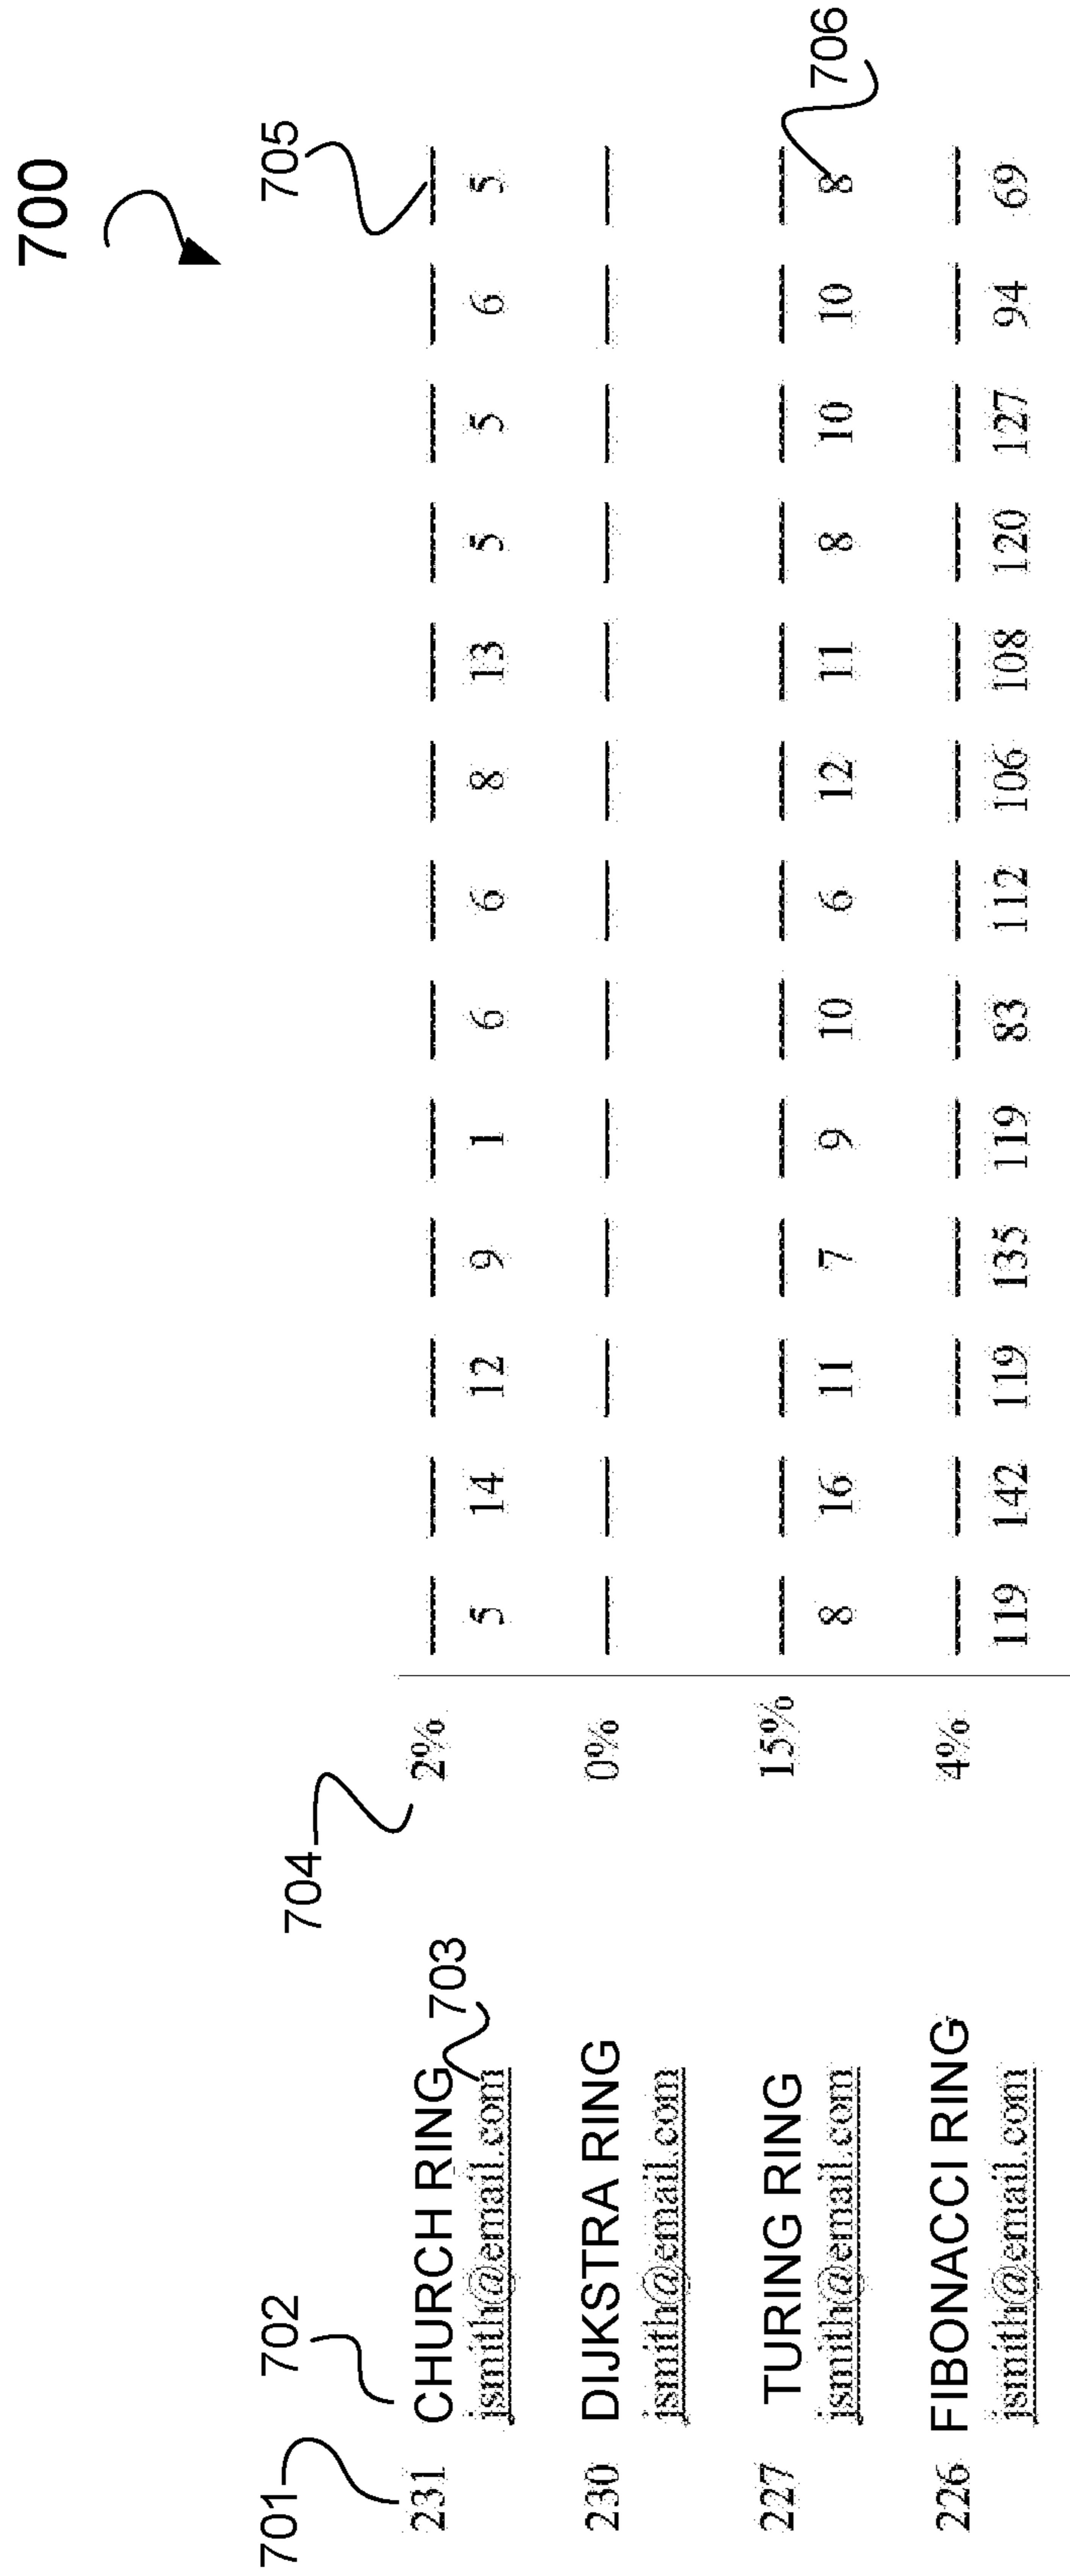 700
701 702 703 704 705
231 CHURCH RING 2%
jsmith@email.com 5 14 12 9 1 6 6 8 13 5 5 6 5
230 DIJKSTRA RING 0%
jsmith@email.com
706
227 TURING RING 15%
jsmith@email.com 8 16 11 7 9 10 6 12 11 8 10 10 8
226 FIBONACCI RING 4%
jsmith@email.com 119 142 119 135 119 83 112 106 108 120 127 94 69